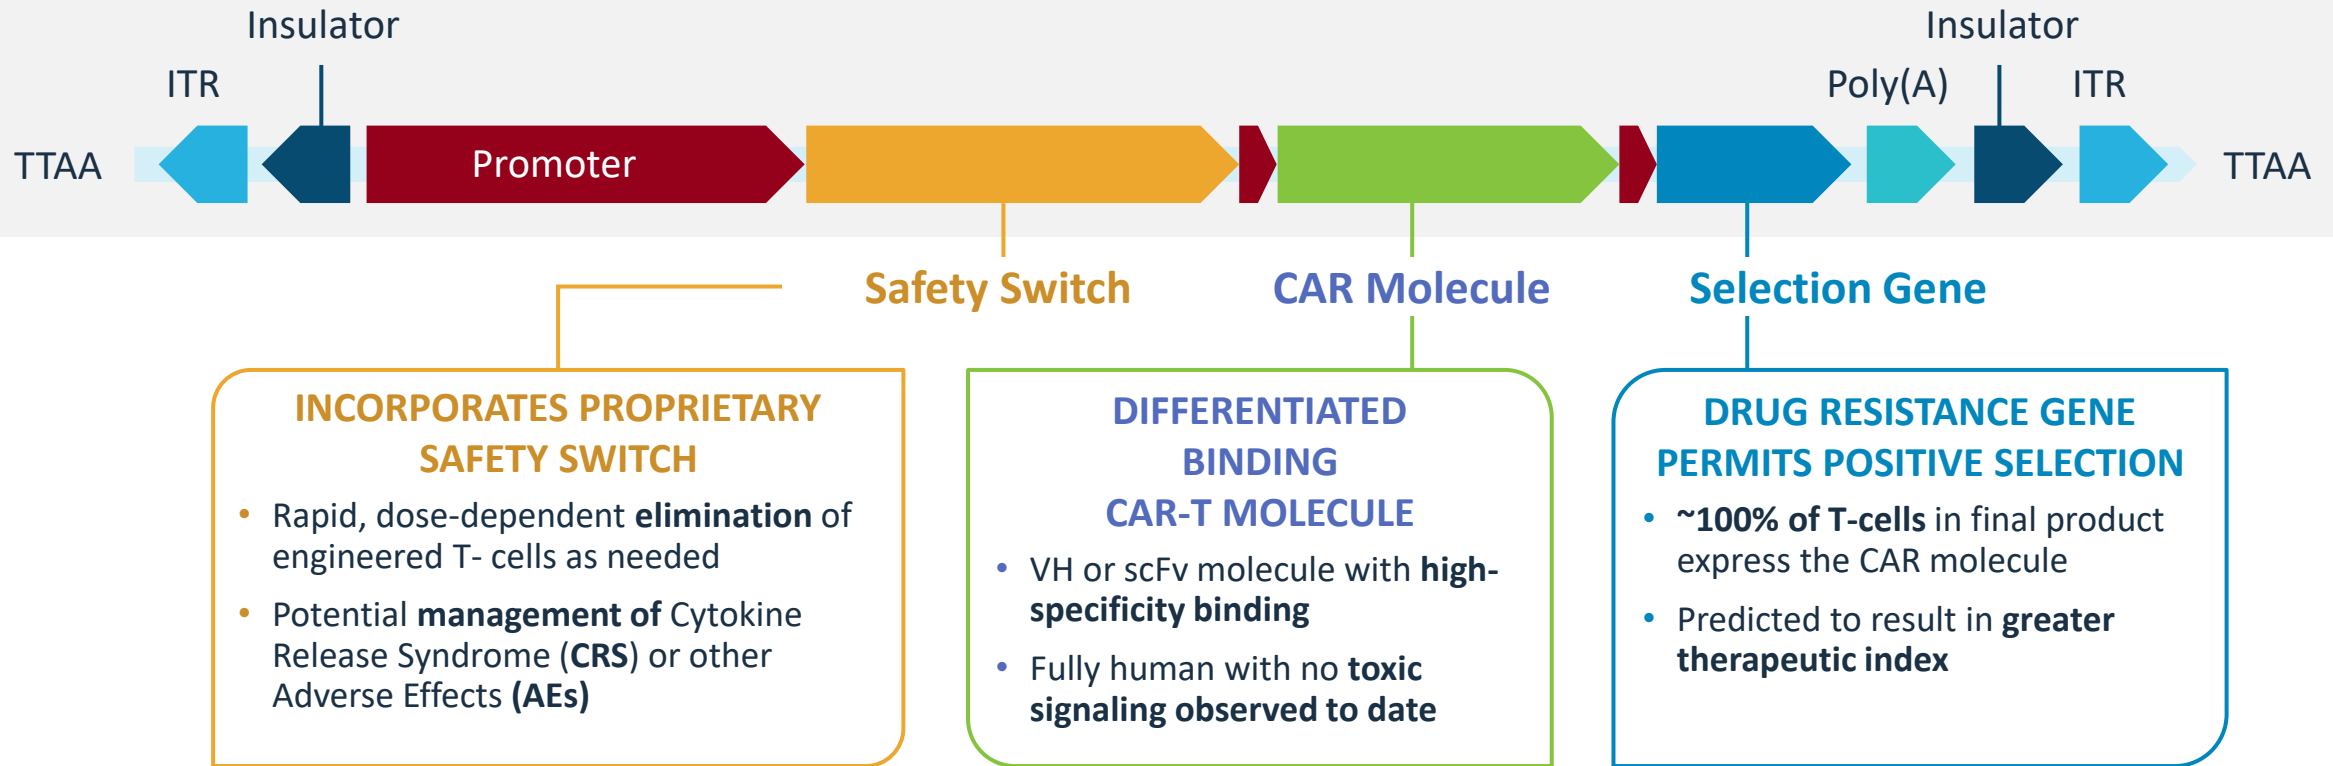 Insulator
Insulator
ITR
Poly(A)
ITR
TTAA
Promoter
TTAA
Safety Switch
CAR Molecule
Selection Gene
INCORPORATES PROPRIETARY
SAFETY SWITCH
• Rapid, dose-dependent elimination of
engineered T- cells as needed
• Potential management of Cytokine
Release Syndrome (CRS) or other
Adverse Effects (AEs)
DIFFERENTIATED
BINDING
CAR-T MOLECULE
• VH or scFv molecule with high-
specificity binding
• Fully human with no toxic
signaling observed to date
DRUG RESISTANCE GENE
PERMITS POSITIVE SELECTION
• ~100% of T-cells in final product
express the CAR molecule
• Predicted to result in greater
therapeutic index